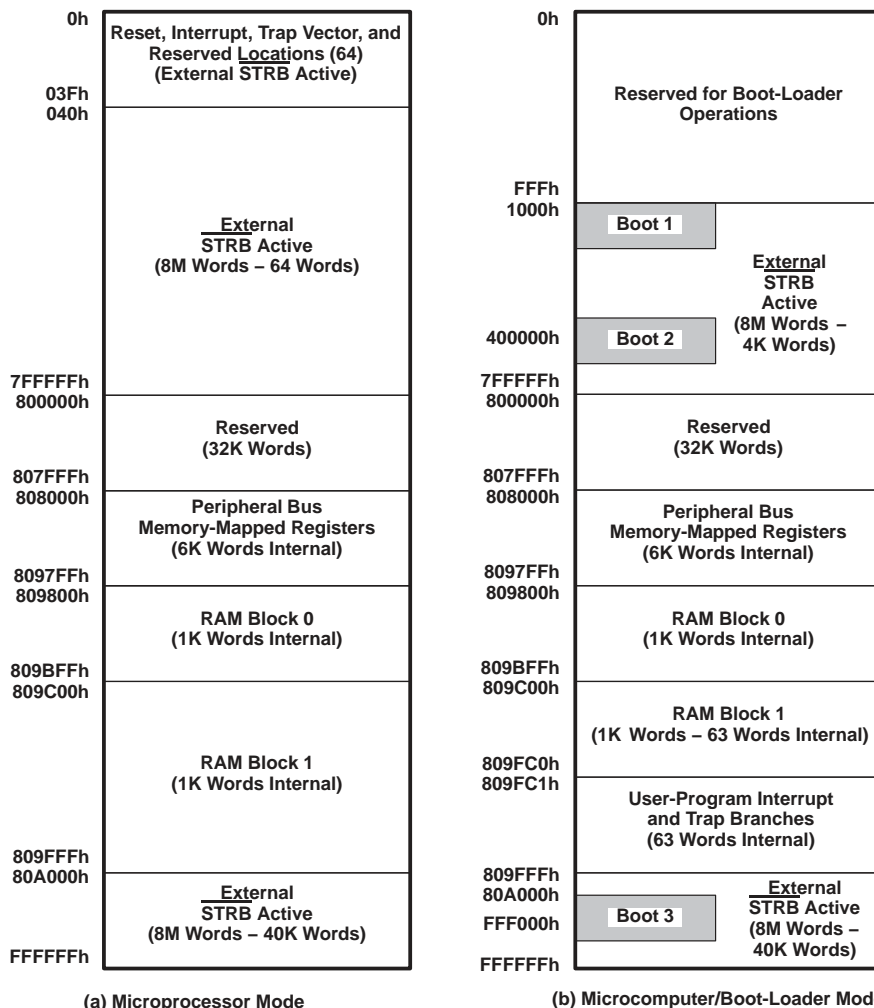 0h
Reset, Interrupt, Trap Vector, and
Reserved Locations (64)
(External STRB Active)
03Fh
040h
External
STRB Active
(8M Words – 64 Words)
7FFFFFh
800000h
Reserved
(32K Words)
807FFFh
808000h
Peripheral Bus
Memory-Mapped Registers
(6K Words Internal)
8097FFh
809800h
RAM Block 0
(1K Words Internal)
809BFFh
809C00h
RAM Block 1
(1K Words Internal)
809FFFh
80A000h
External
STRB Active
(8M Words – 40K Words)
FFFFFFh
(a) Microprocessor Mode
0h
Reserved for Boot-Loader
Operations
FFFh
1000h
Boot 1
External
STRB
Active
(8M Words –
4K Words)
400000h
Boot 2
7FFFFFh
800000h
Reserved
(32K Words)
807FFFh
808000h
Peripheral Bus
Memory-Mapped Registers
(6K Words Internal)
8097FFh
809800h
RAM Block 0
(1K Words Internal)
809BFFh
809C00h
RAM Block 1
(1K Words – 63 Words Internal)
809FC0h
809FC1h
User-Program Interrupt
and Trap Branches
(63 Words Internal)
809FFFh
80A000h
External
STRB Active
(8M Words –
40K Words)
Boot 3
FFF000h
FFFFFFh
(b) Microcomputer/Boot-Loader Mod